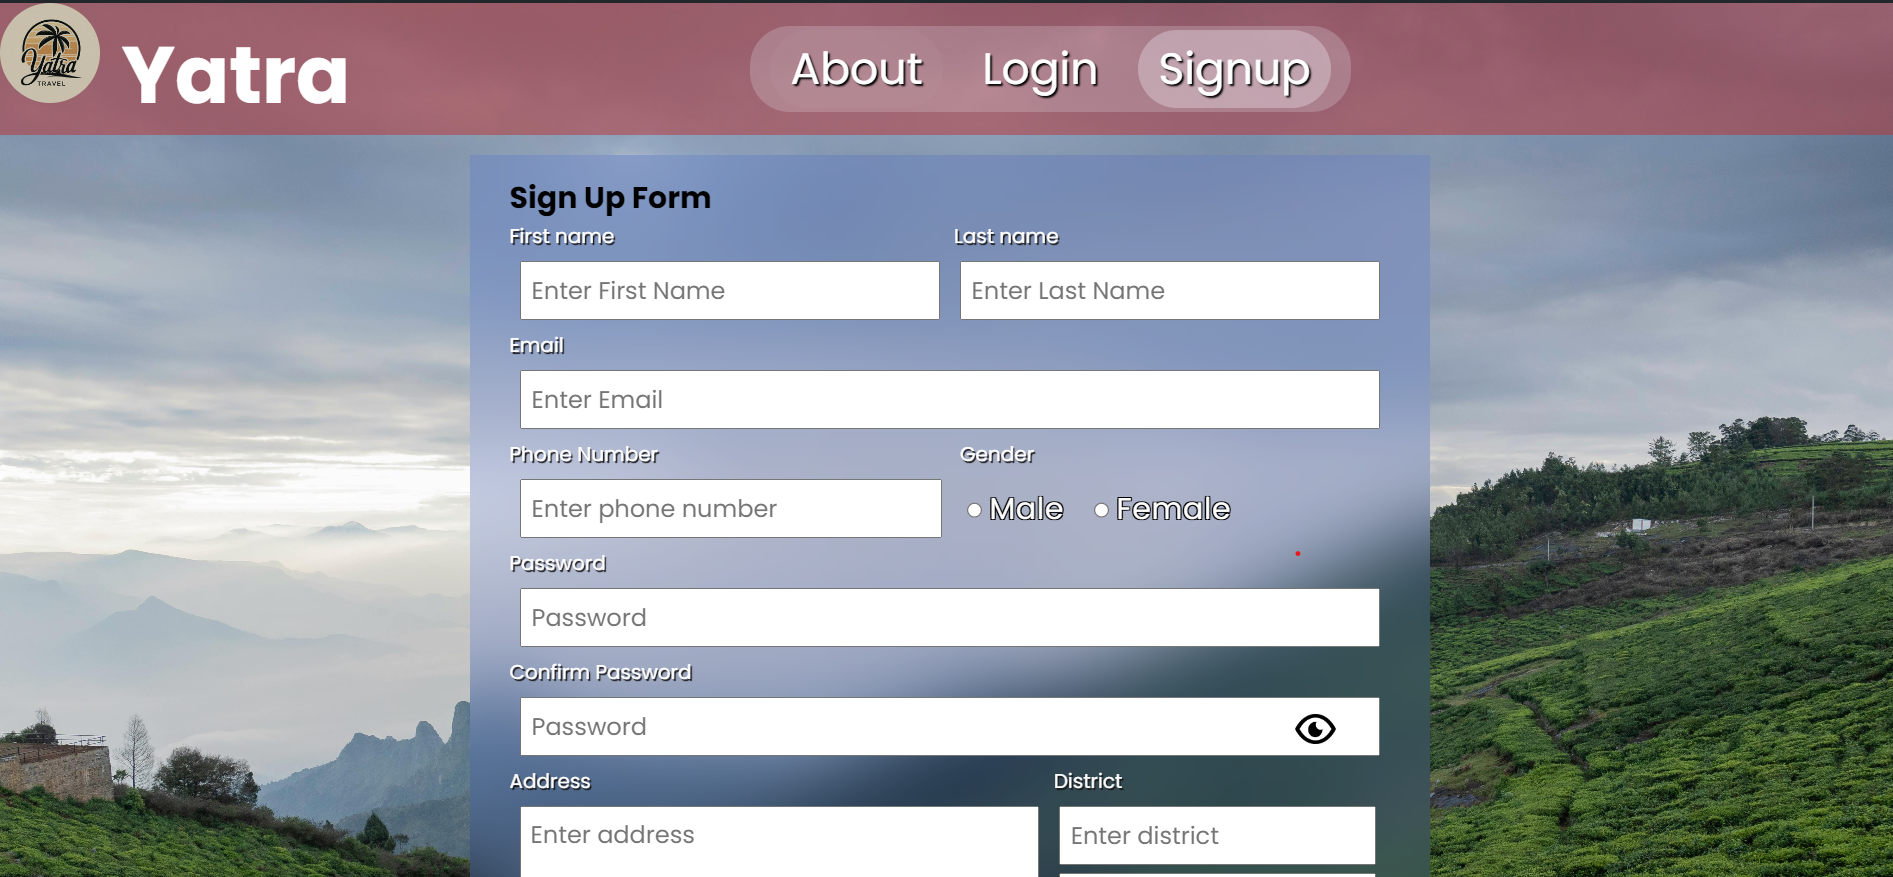 Yatra
TRAVEL
Yatra
About Login Signup
Sign Up Form
First name Last name
Enter First Name Enter Last Name
Email
Enter Email
Phone Number Gender
Enter phone number Male Female
Password
Password
Confirm Password
Password
Address District
Enter address Enter district